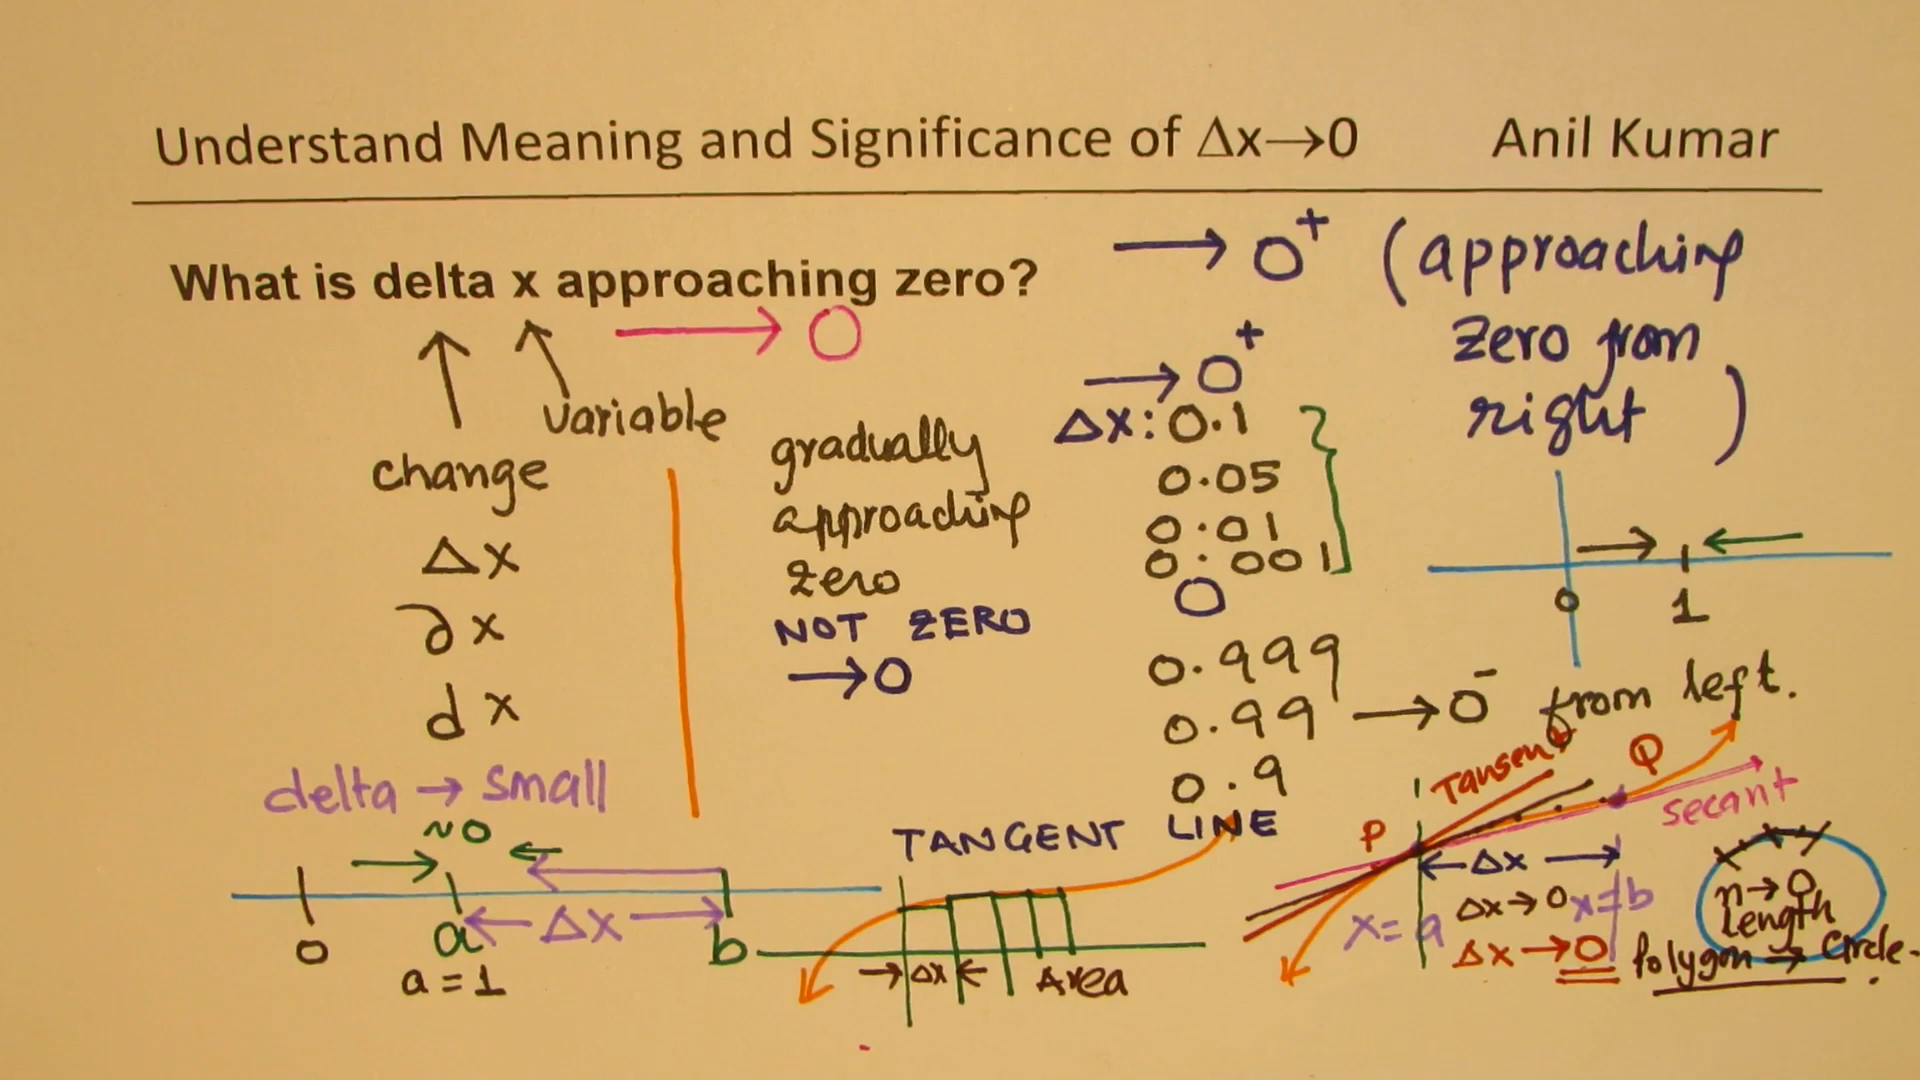 Understand Meaning and Significance of Δx→0 Anil Kumar
What is delta x approaching zero?
→ 0
→ 0⁺ (approaching
zero from
right)
variable
change
Δx
∂x
dx
delta → small
gradually
approaching
zero
NOT ZERO
→0
→ 0⁺
Δx: 0.1
0.05
0.01
0.001
0
0.999
0.99 → 0⁻ from left.
0.9
0 1
~0
0 a Δx b
a = 1
TANGENT LINE
→Δx← Area
Tangent
P Q
secant
←Δx→
x=a Δx→0 x=b
Δx→0
n→0
length
Polygon → Circle.